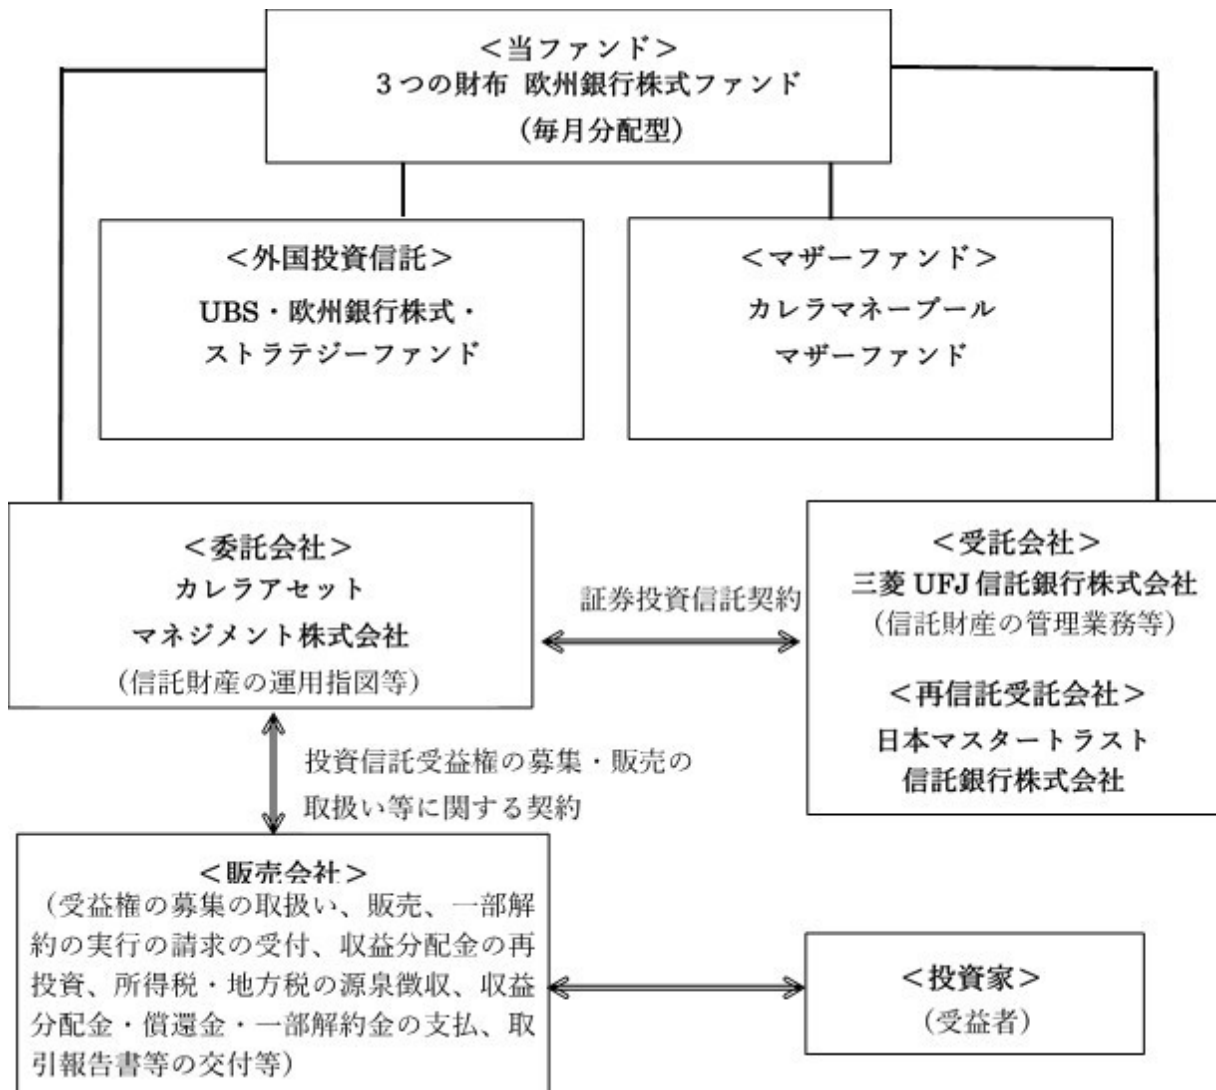 ＜当ファンド＞
３つの財布 欧州銀行株式ファンド
（毎月分配型）
＜外国投資信託＞
UBS・欧州銀行株式・
ストラテジーファンド
＜マザーファンド＞
カレラマネープール
マザーファンド
＜委託会社＞
カレラアセット
マネジメント株式会社
（信託財産の運用指図等）
証券投資信託契約
＜受託会社＞
三菱 UFJ 信託銀行株式会社
（信託財産の管理業務等）
＜再信託受託会社＞
日本マスタートラスト
信託銀行株式会社
投資信託受益権の募集・販売の
取扱い等に関する契約
＜販売会社＞
（受益権の募集の取扱い、販売、一部解
約の実行の請求の受付、収益分配金の再
投資、所得税・地方税の源泉徴収、収益
分配金・償還金・一部解約金の支払、取
引報告書等の交付等）
＜投資家＞
（受益者）